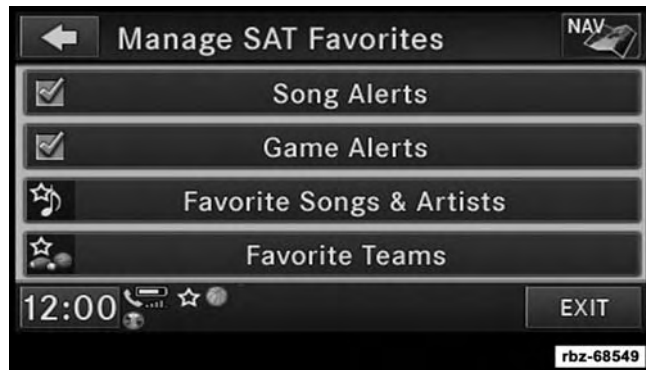 Manage SAT Favorites
NAV
Song Alerts
Game Alerts
Favorite Songs & Artists
Favorite Teams
12:00
EXIT
rbz-68549